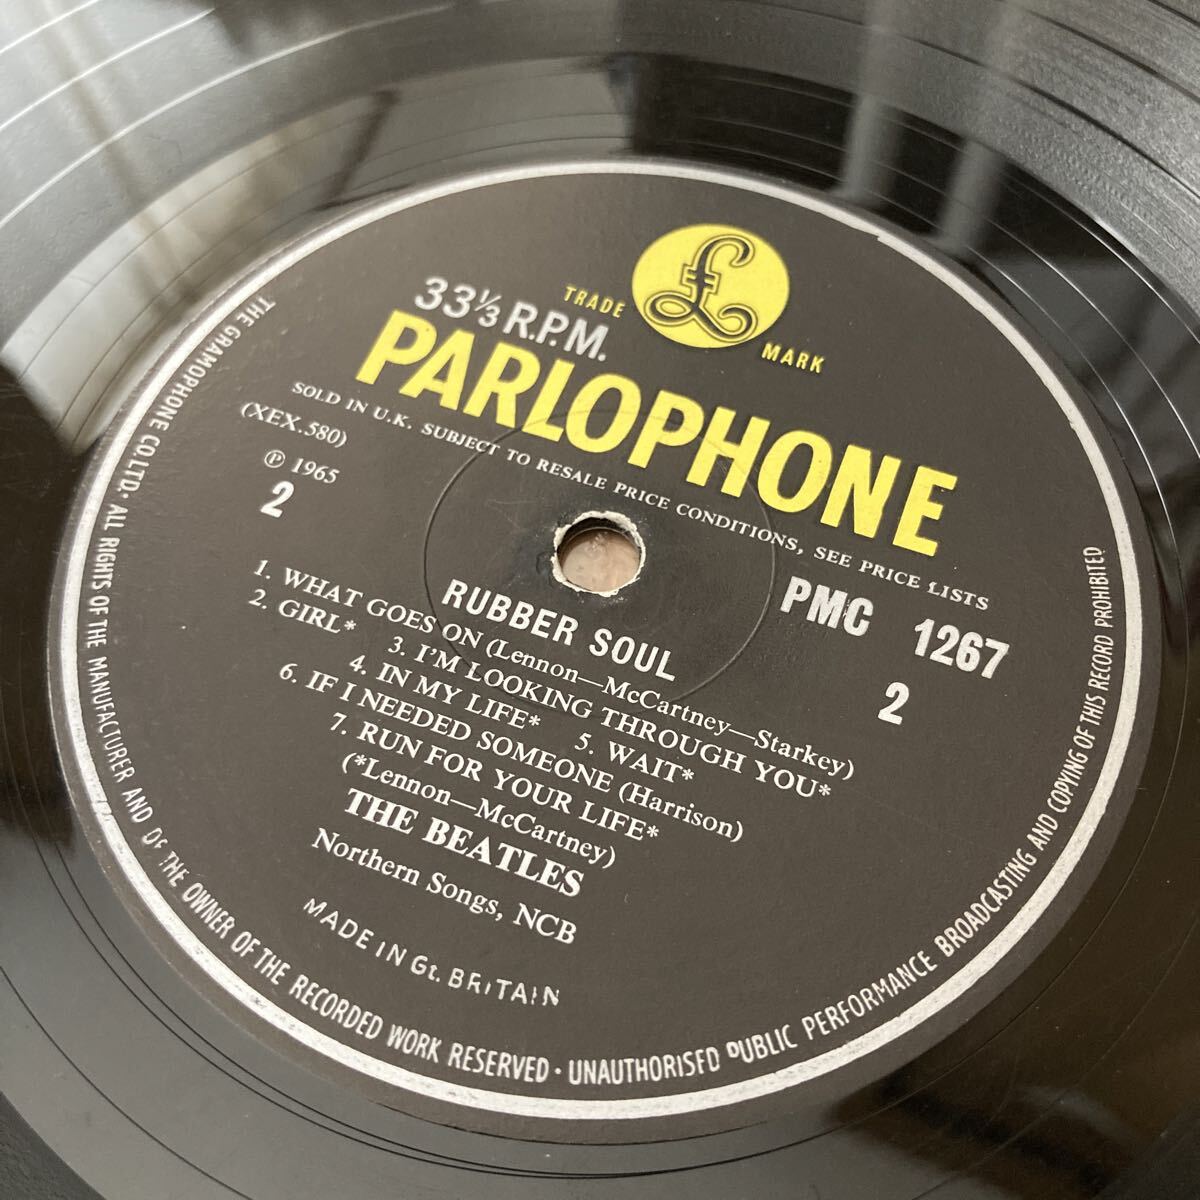 TRADE £ MARK
33⅓ R.P.M.
PARLOPHONE
SOLD IN U.K. SUBJECT TO RESALE PRICE CONDITIONS, SEE PRICE LISTS
(XEX.580)
Ⓟ 1965
2
PMC 1267
2
RUBBER SOUL
1. WHAT GOES ON (Lennon—McCartney—Starkey)
2. GIRL* 3. I'M LOOKING THROUGH YOU*
4. IN MY LIFE* 5. WAIT*
6. IF I NEEDED SOMEONE (Harrison)
7. RUN FOR YOUR LIFE*
(*Lennon—McCartney)
THE BEATLES
Northern Songs, NCB
MADE IN Gt. BRITAIN
THE GRAMOPHONE CO. LTD · ALL RIGHTS OF THE MANUFACTURER AND OF THE OWNER OF THE RECORDED WORK RESERVED · UNAUTHORISED PUBLIC PERFORMANCE BROADCASTING AND COPYING OF THIS RECORD PROHIBITED